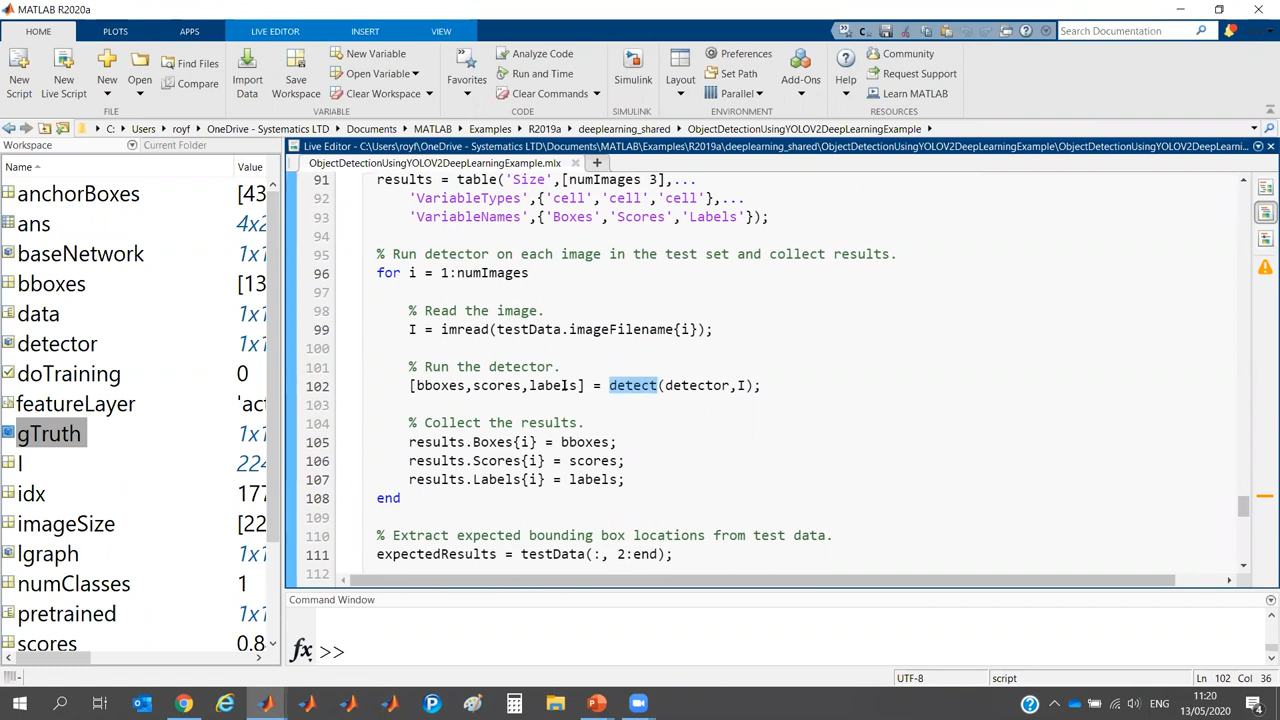 MATLAB R2020a
HOME PLOTS APPS LIVE EDITOR INSERT VIEW Search Documentation
New Script
New Live Script
New
Open
Find Files
Compare
FILE
Import Data
Save Workspace
New Variable
Open Variable
Clear Workspace
VARIABLE
Favorites
Analyze Code
Run and Time
Clear Commands
CODE
Simulink
SIMULINK
Layout
Preferences
Set Path
Parallel
Add-Ons
ENVIRONMENT
Help
Community
Request Support
Learn MATLAB
RESOURCES
C: Users royf OneDrive - Systematics LTD Documents MATLAB Examples R2019a deeplearning_shared ObjectDetectionUsingYOLOV2DeepLearningExample
Workspace Current Folder
Name Value
anchorBoxes [43
ans 4x2
baseNetwork 1x1
bboxes [13
data 1x1
detector 1x1
doTraining 0
featureLayer 'act
gTruth 1x1
I 224
idx 177
imageSize [22
lgraph 1x1
numClasses 1
pretrained 1x1
scores 0.8
Live Editor - C:\Users\royf\OneDrive - Systematics LTD\Documents\MATLAB\Examples\R2019a\deeplearning_shared\ObjectDetectionUsingYOLOV2DeepLearningExample\ObjectDetectionUsingYOLOV2DeepLearn...
ObjectDetectionUsingYOLOV2DeepLearningExample.mlx
91 results = table('Size',[numImages 3],...
92 'VariableTypes',{'cell','cell','cell'},...
93 'VariableNames',{'Boxes','Scores','Labels'});
94
95 % Run detector on each image in the test set and collect results.
96 for i = 1:numImages
97
98 % Read the image.
99 I = imread(testData.imageFilename{i});
100
101 % Run the detector.
102 [bboxes,scores,labels] = detect(detector,I);
103
104 % Collect the results.
105 results.Boxes{i} = bboxes;
106 results.Scores{i} = scores;
107 results.Labels{i} = labels;
108 end
109
110 % Extract expected bounding box locations from test data.
111 expectedResults = testData(:, 2:end);
112
Command Window
fx >>
UTF-8 script Ln 102 Col 36
ENG 11:20
13/05/2020
4